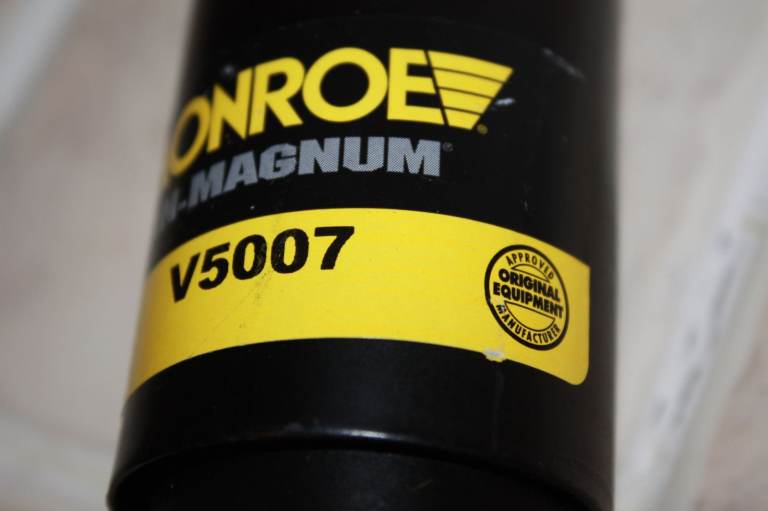 ONROE
N-MAGNUM
V5007
APPROVED
ORIGINAL
EQUIPMENT
MANUFACTURER